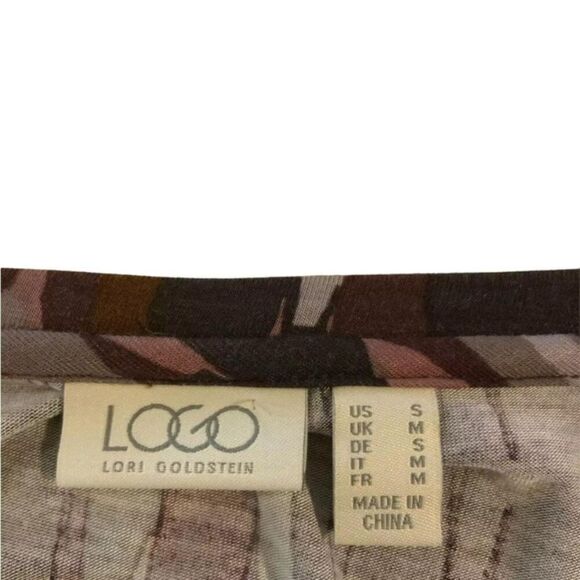 LOGO
LORI GOLDSTEIN
US S
UK M
DE S
IT M
FR M
MADE IN
CHINA